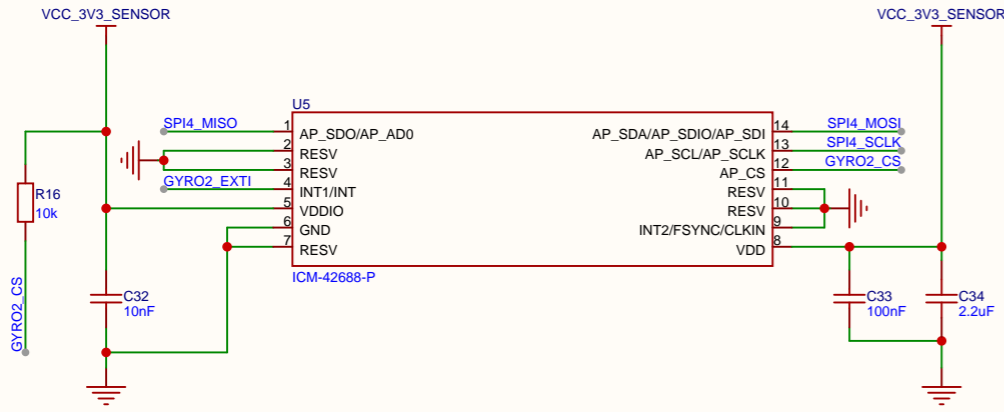 VCC_3V3_SENSOR
VCC_3V3_SENSOR
U5
SPI4_MISO 1 AP_SDO/AP_AD0 AP_SDA/AP_SDIO/AP_SDI 14 SPI4_MOSI
2 RESV AP_SCL/AP_SCLK 13 SPI4_SCLK
3 RESV AP_CS 12 GYRO2_CS
GYRO2_EXTI 4 INT1/INT RESV 11
5 VDDIO RESV 10
6 GND INT2/FSYNC/CLKIN 9
7 RESV VDD 8
ICM-42688-P
R16
10k
GYRO2_CS
C32
10nF
C33
100nF
C34
2.2uF